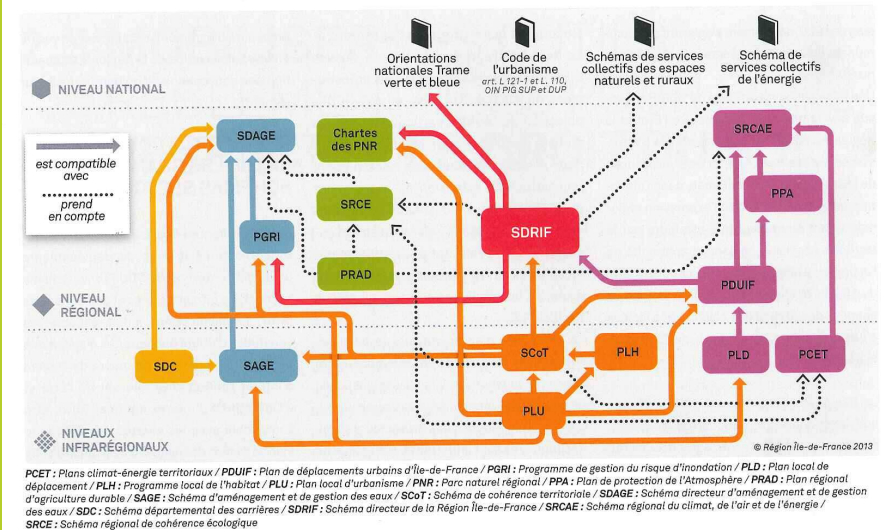 Orientations
nationales Trame
verte et bleue
Code de
l'urbanisme
art. L 121-1 et L. 110,
OIN PIG SUP et DUP
Schémas de services
collectifs des espaces
naturels et ruraux
Schéma de
services collectifs
de l'énergie
NIVEAU NATIONAL
est compatible
avec
prend
en compte
SDAGE
Chartes
des PNR
SRCAE
SRCE
PPA
PGRI
SDRIF
PRAD
PDUIF
NIVEAU
RÉGIONAL
SDC
SAGE
SCoT
PLH
PLD
PCET
PLU
NIVEAUX
INFRARÉGIONAUX
© Région Île-de-France 2013
PCET : Plans climat-énergie territoriaux / PDUIF : Plan de déplacements urbains d'Île-de-France / PGRI : Programme de gestion du risque d'inondation / PLD : Plan local de
déplacement / PLH : Programme local de l'habitat / PLU : Plan local d'urbanisme / PNR : Parc naturel régional / PPA : Plan de protection de l'Atmosphère / PRAD : Plan régional
d'agriculture durable / SAGE : Schéma d'aménagement et de gestion des eaux / SCoT : Schéma de cohérence territoriale / SDAGE : Schéma directeur d'aménagement et de gestion
des eaux / SDC : Schéma départemental des carrières / SDRIF : Schéma directeur de la Région Île-de-France / SRCAE : Schéma régional du climat, de l'air et de l'énergie /
SRCE : Schéma régional de cohérence écologique